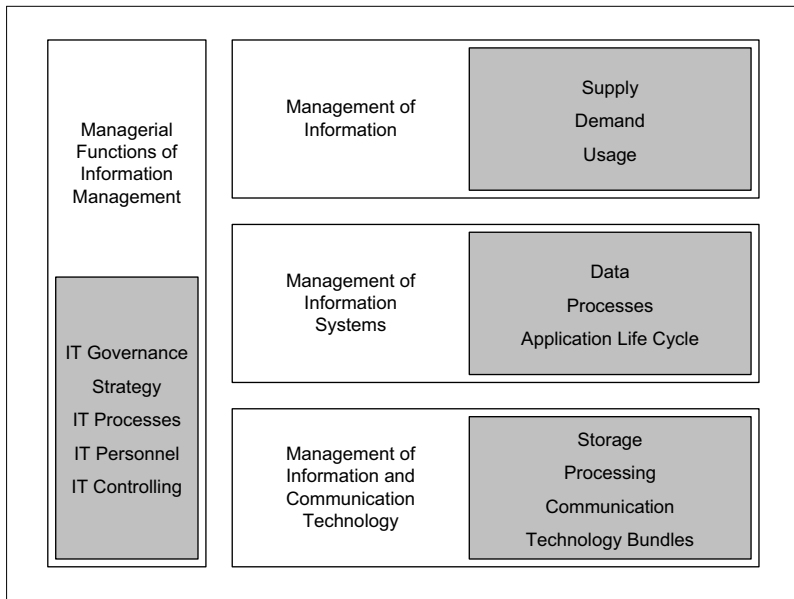 Managerial
Functions of
Information
Management
IT Governance
Strategy
IT Processes
IT Personnel
IT Controlling
Management of
Information
Supply
Demand
Usage
Management of
Information
Systems
Data
Processes
Application Life Cycle
Management of
Information and
Communication
Technology
Storage
Processing
Communication
Technology Bundles